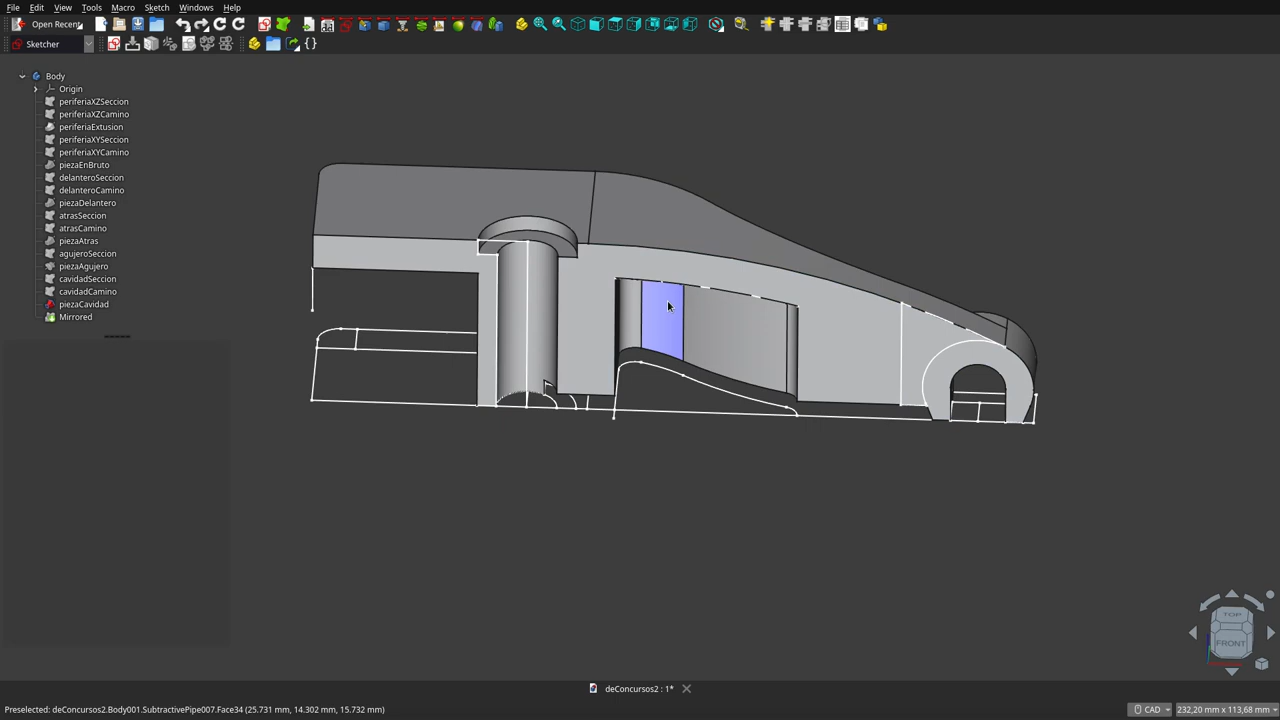 File Edit View Tools Macro Sketch Windows Help
Open Recent
Sketcher
Body
Origin
periferiaXZSeccion
periferiaXZCamino
periferiaExtusion
periferiaXYSeccion
periferiaXYCamino
piezaEnBruto
delanteroSeccion
delanteroCamino
piezaDelantero
atrasSeccion
atrasCamino
piezaAtras
agujeroSeccion
piezaAgujero
cavidadSeccion
cavidadCamino
piezaCavidad
Mirrored
TOP
FRONT
deConcursos2 : 1*
Preselected: deConcursos2.Body001.SubtractivePipe007.Face34 (25.731 mm, 14.302 mm, 15.732 mm)
CAD
232,20 mm x 113,68 mm